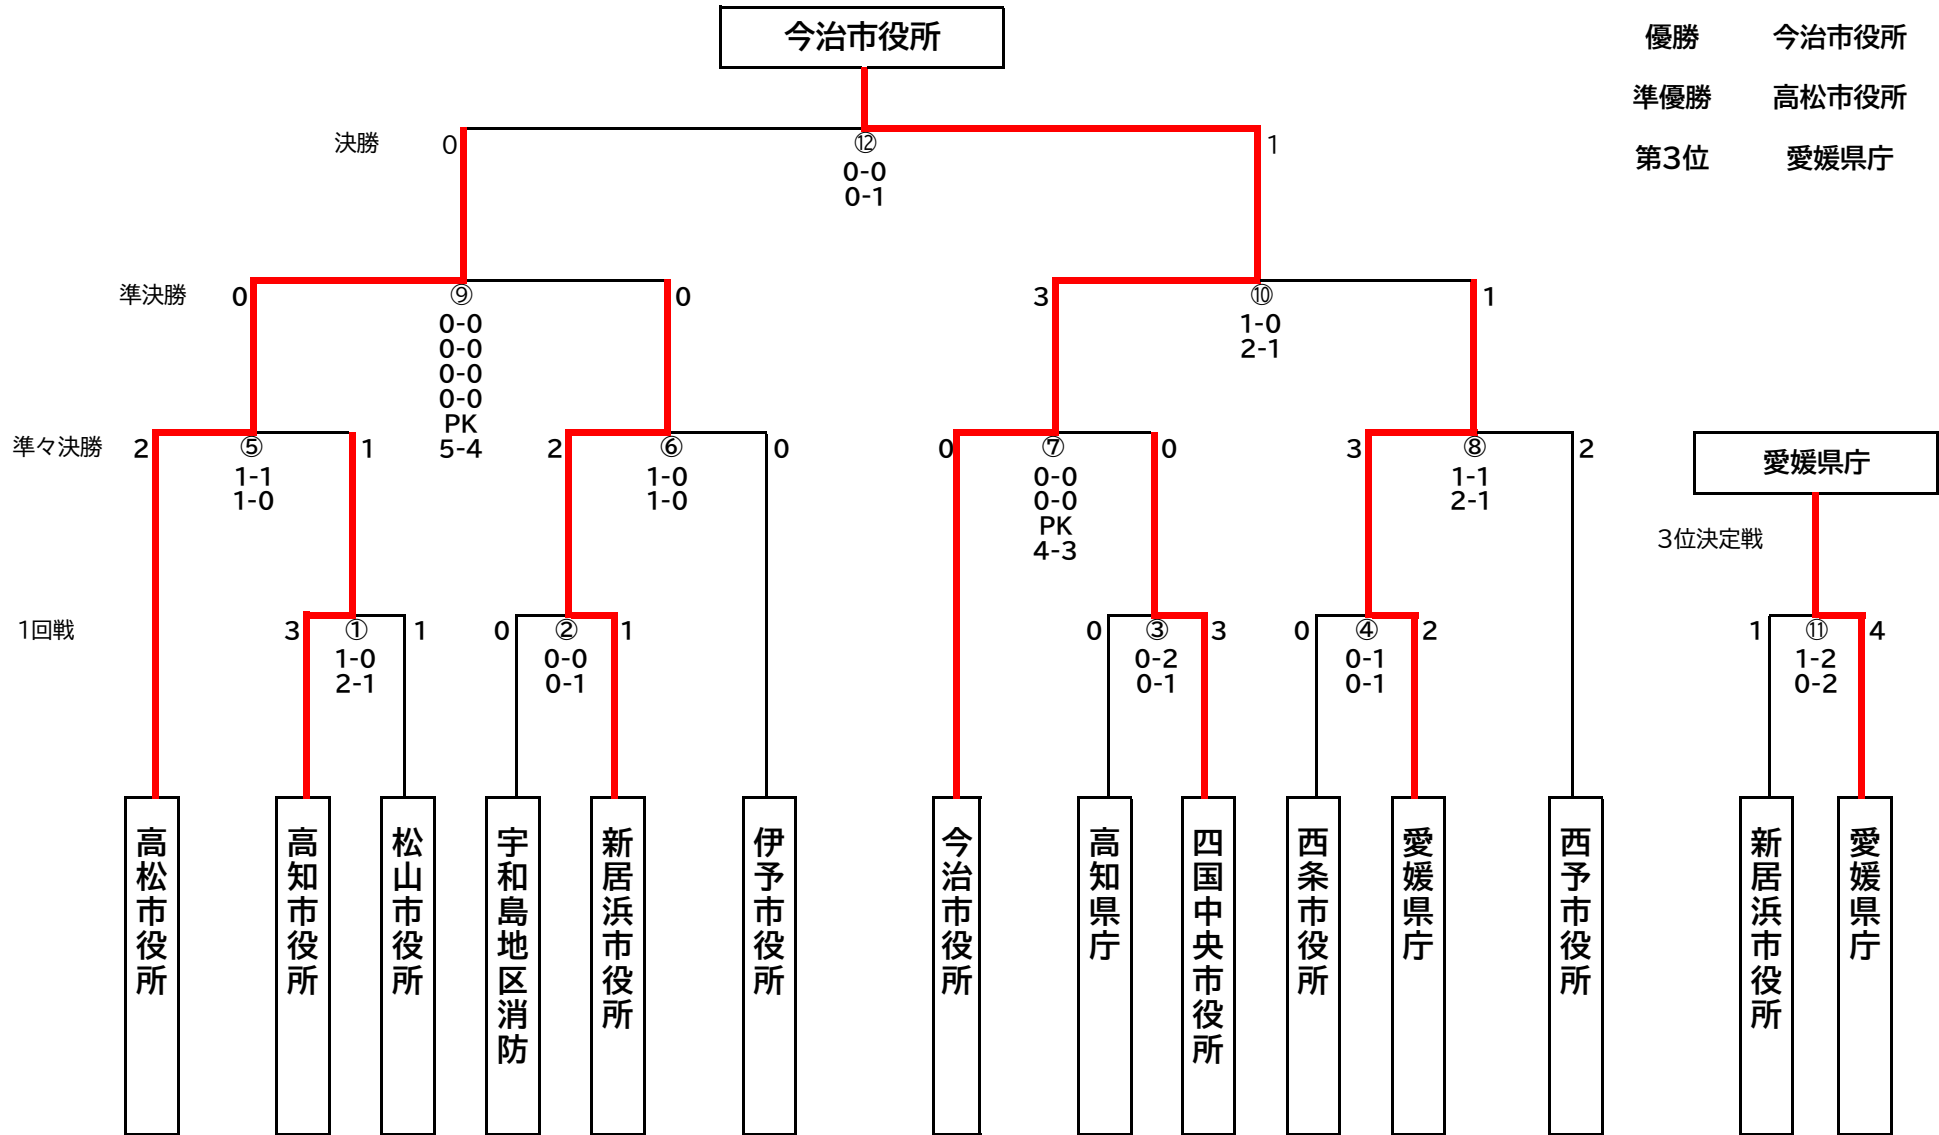 今治市役所
優勝 今治市役所
準優勝 高松市役所
第3位 愛媛県庁
決勝 0 ⑫ 1
0-0
0-1
準決勝 0 ⑨ 0 3 ⑩ 1
0-0 1-0
0-0 2-1
0-0
0-0
PK
5-4
準々決勝 2 ⑤ 1 2 ⑥ 0 0 ⑦ 0 3 ⑧ 2
1-1 1-0 0-0 1-1
1-0 1-0 0-0 2-1
PK
4-3
愛媛県庁
3位決定戦
1回戦 3 ① 1 0 ② 1 0 ③ 3 0 ④ 2 1 ⑪ 4
1-0 0-0 0-2 0-1 1-2
2-1 0-1 0-1 0-1 0-2
高松市役所
高知市役所
松山市役所
宇和島地区消防
新居浜市役所
伊予市役所
今治市役所
高知県庁
四国中央市役所
西条市役所
愛媛県庁
西予市役所
新居浜市役所
愛媛県庁